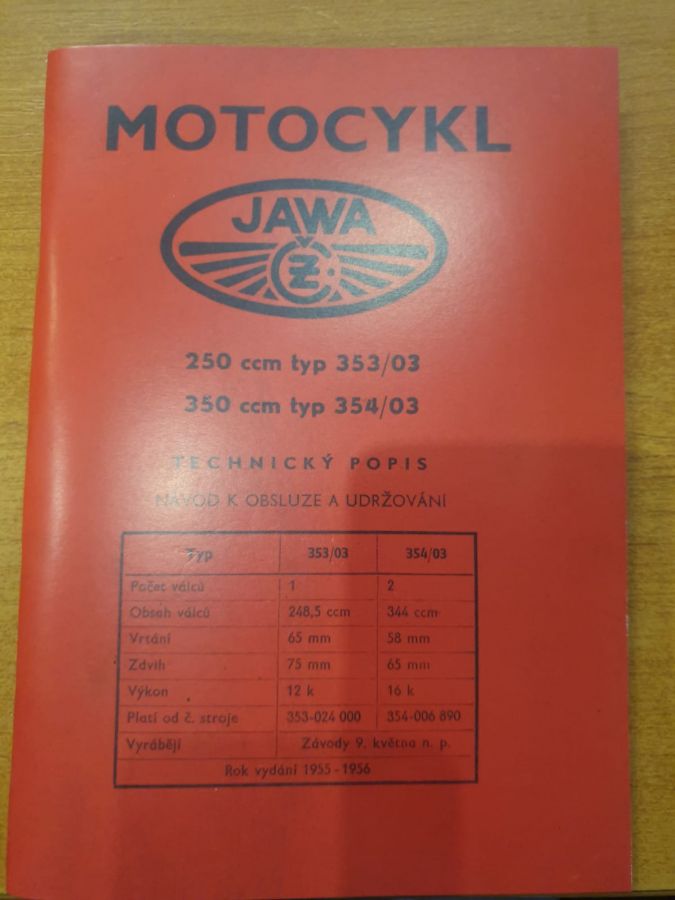 MOTOCYKL
JAWA
ČZ
250 ccm typ 353/03
350 ccm typ 354/03
TECHNICKÝ POPIS
NÁVOD K OBSLUZE A UDRŽOVÁNÍ
Typ 353/03 354/03
Počet válců 1 2
Obsah válců 248,5 ccm 344 ccm
Vrtání 65 mm 58 mm
Zdvih 75 mm 65 mm
Výkon 12 k 16 k
Platí od č. stroje 353-024 000 354-006 890
Vyrábějí Závody 9. května n. p.
Rok vydání 1955-1956